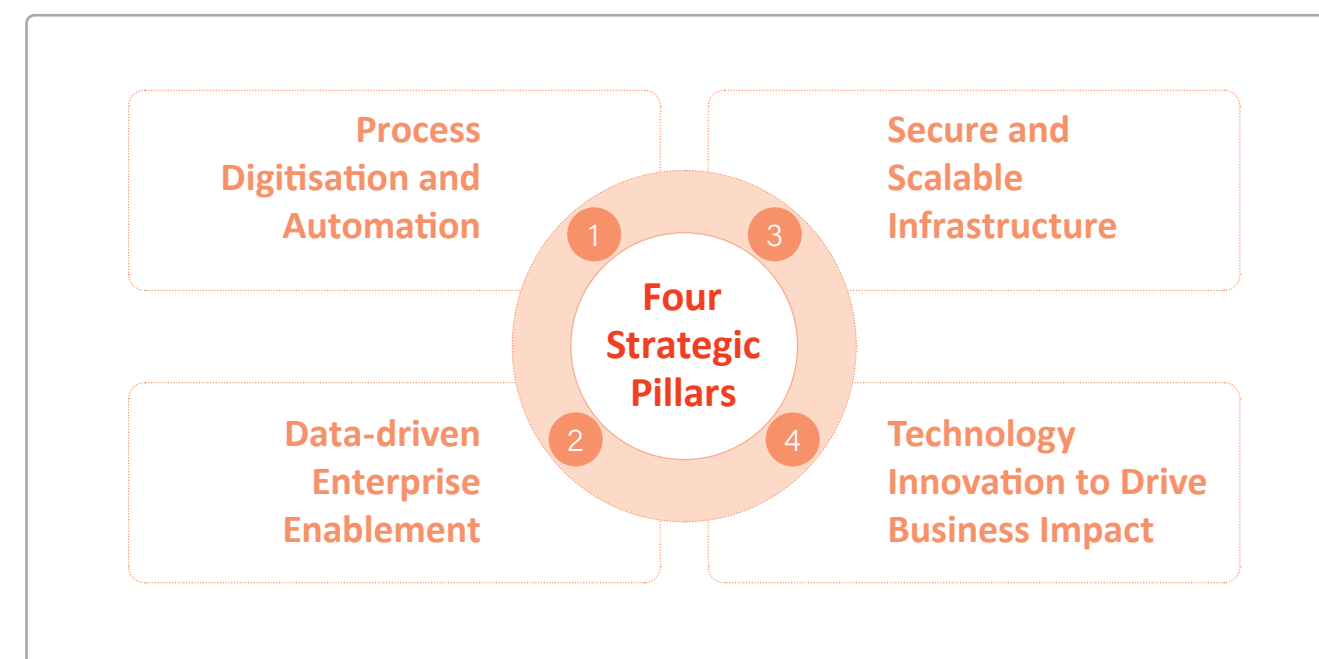 Process
Digitisation and
Automation
1
Data-driven
Enterprise
Enablement
2
Four
Strategic
Pillars
3
Secure and
Scalable
Infrastructure
4
Technology
Innovation to Drive
Business Impact